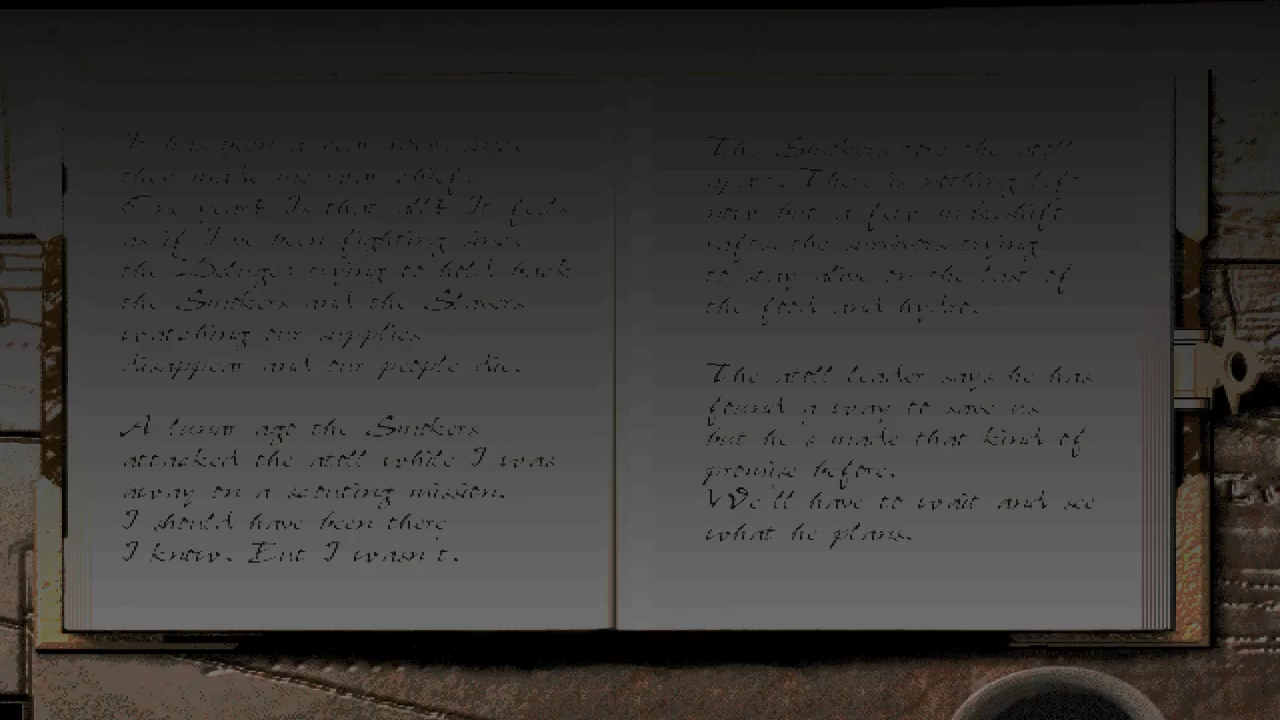 It has been a year now since
they made me war chief.
One year? Is that all? It feels
as if I've been fighting since
the Deluge: trying to hold back
the Smokers and the Slavers
watching our supplies
disappear and our people die.
A lunar ago the Smokers
attacked the atoll while I was
away on a scouting mission.
I should have been there
I know. But I wasn't.
The Smokers tore the atoll
apart. There is nothing left
now but a few makeshift
rafts the survivors trying
to stay alive on the last of
the food and hydro.
The atoll leader says he has
found a way to save us
but he's made that kind of
promise before.
We'll have to wait and see
what he plans.